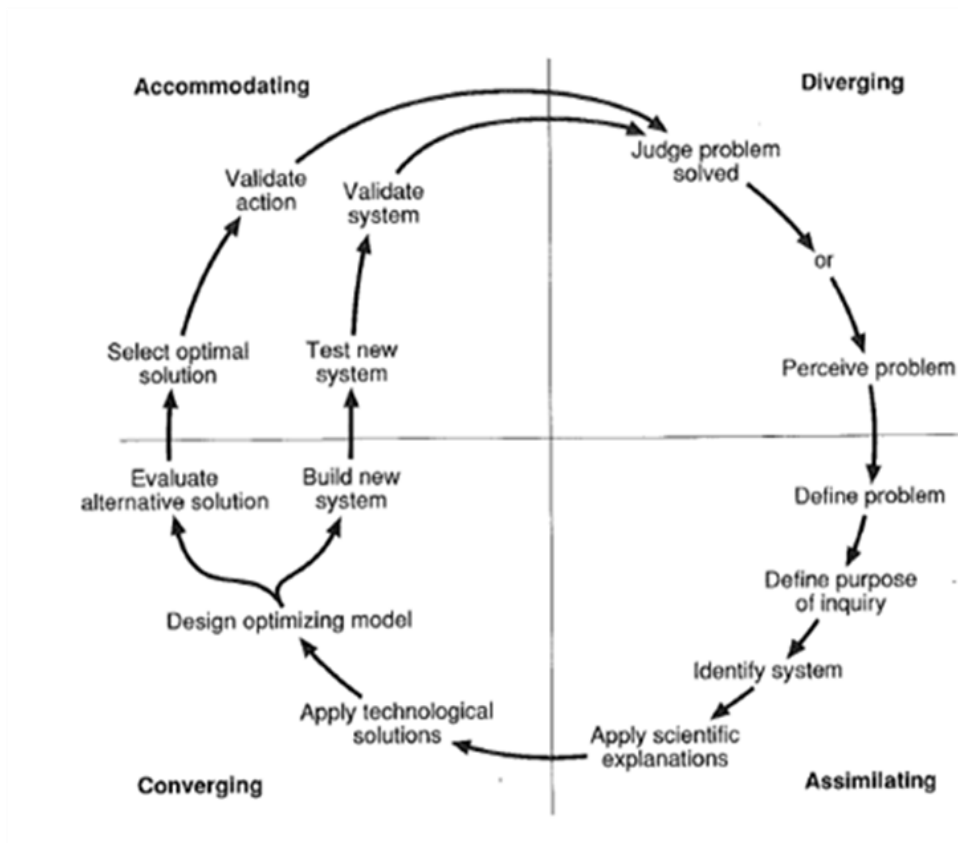 Accommodating
Diverging
Judge problem
solved
or
Perceive problem
Define problem
Define purpose
of inquiry
Identify system
Apply scientific
explanations
Apply technological
solutions
Design optimizing model
Evaluate
alternative solution
Build new
system
Select optimal
solution
Test new
system
Validate
action
Validate
system
Converging
Assimilating